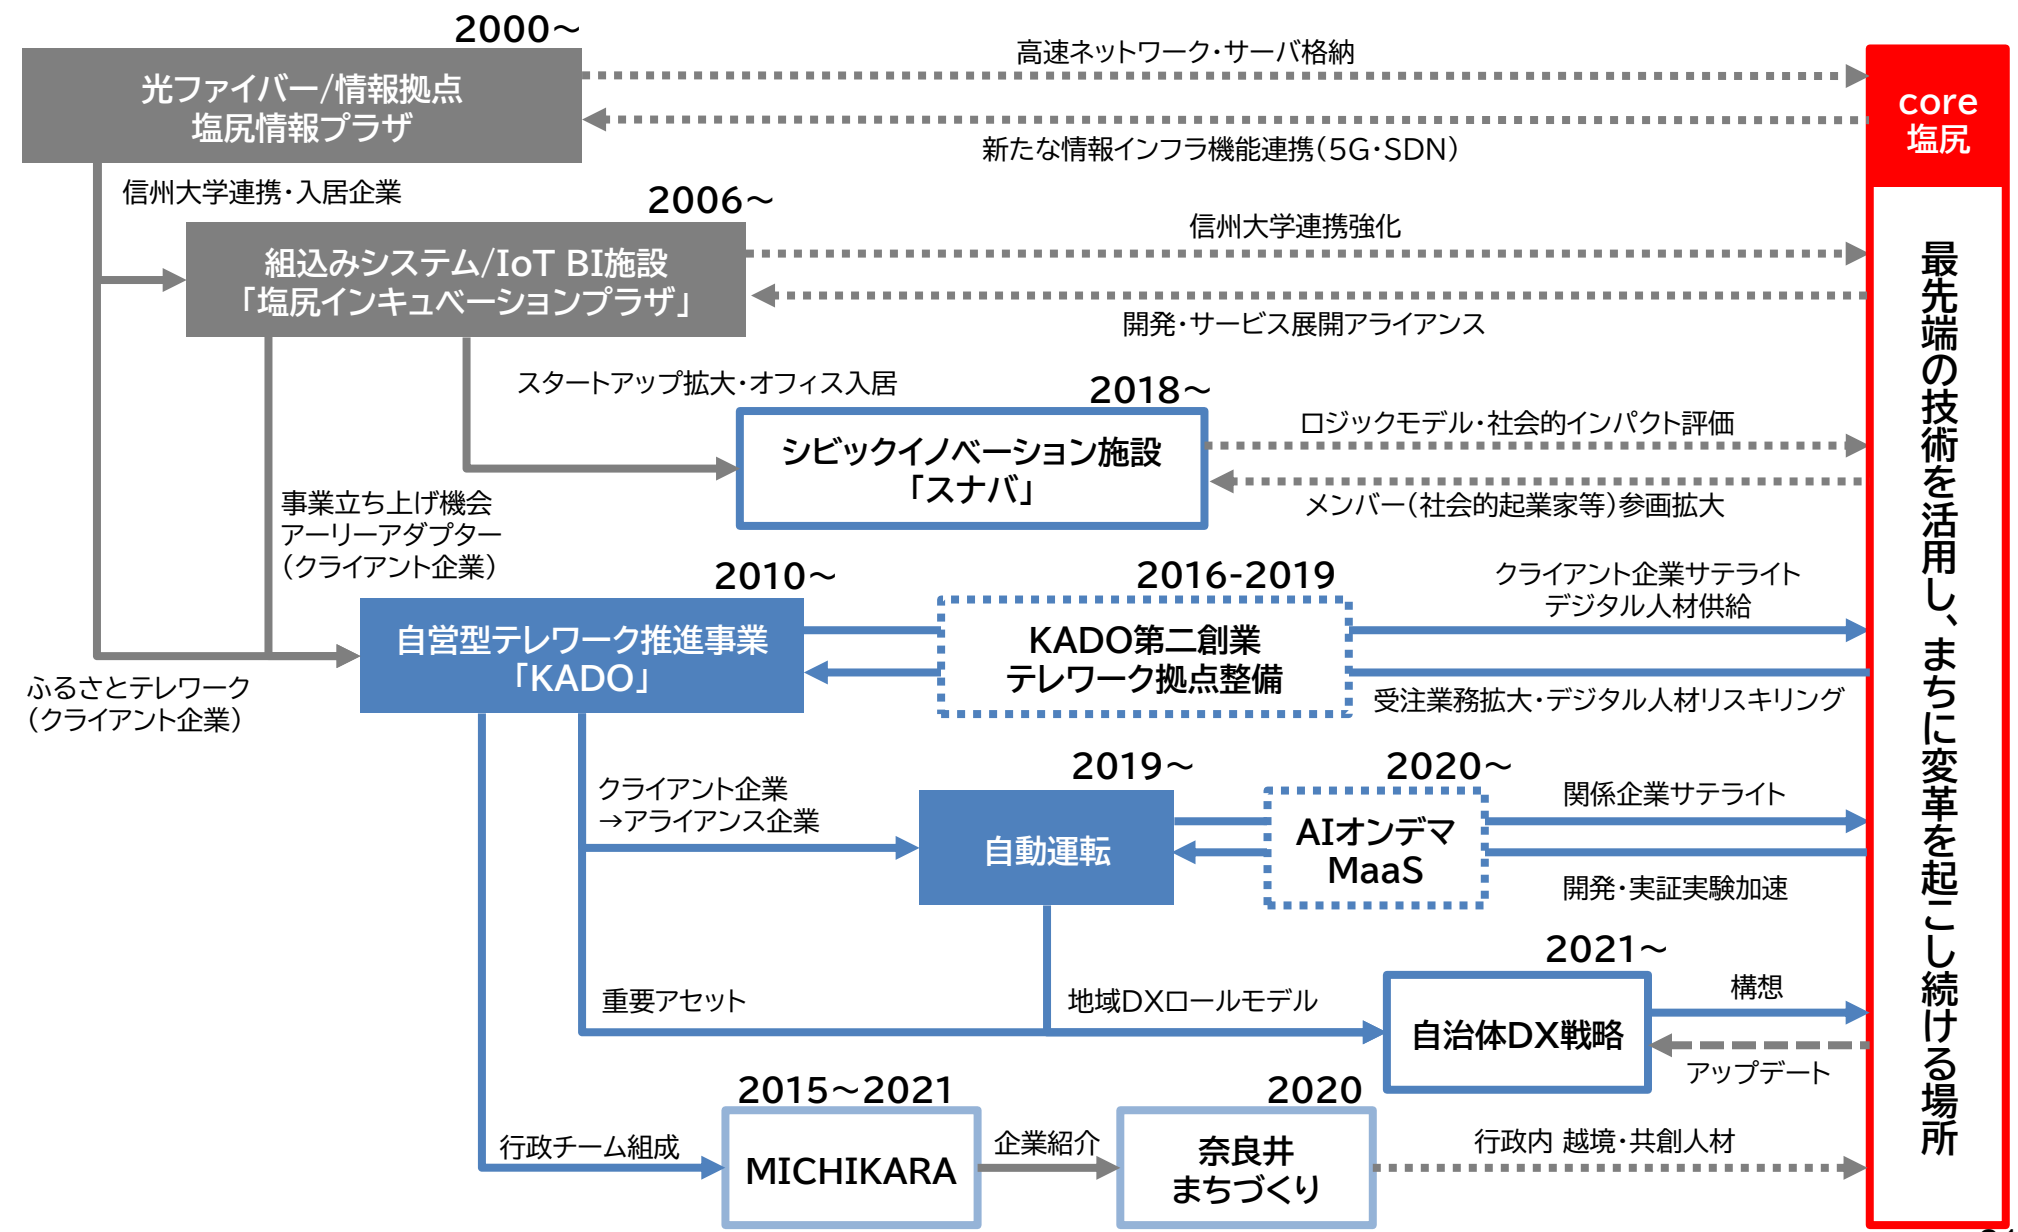 2000～
光ファイバー/情報拠点
塩尻情報プラザ
高速ネットワーク・サーバ格納
新たな情報インフラ機能連携（5G・SDN）
core
塩尻
信州大学連携・入居企業
2006～
組込みシステム/IoT BI施設
「塩尻インキュベーションプラザ」
信州大学連携強化
開発・サービス展開アライアンス
最先端の技術を活用し、まちに変革を起こし続ける場所
スタートアップ拡大・オフィス入居
2018～
シビックイノベーション施設
「スナバ」
ロジックモデル・社会的インパクト評価
メンバー（社会的起業家等）参画拡大
事業立ち上げ機会
アーリーアダプター
（クライアント企業）
2010～
自営型テレワーク推進事業
「KADO」
2016-2019
KADO第二創業
テレワーク拠点整備
クライアント企業サテライト
デジタル人材供給
受注業務拡大・デジタル人材リスキリング
ふるさとテレワーク
（クライアント企業）
クライアント企業
→アライアンス企業
2019～
自動運転
2020～
AIオンデマ
MaaS
関係企業サテライト
開発・実証実験加速
重要アセット
地域DXロールモデル
2021～
自治体DX戦略
構想
アップデート
行政チーム組成
2015～2021
MICHIKARA
企業紹介
2020
奈良井
まちづくり
行政内 越境・共創人材